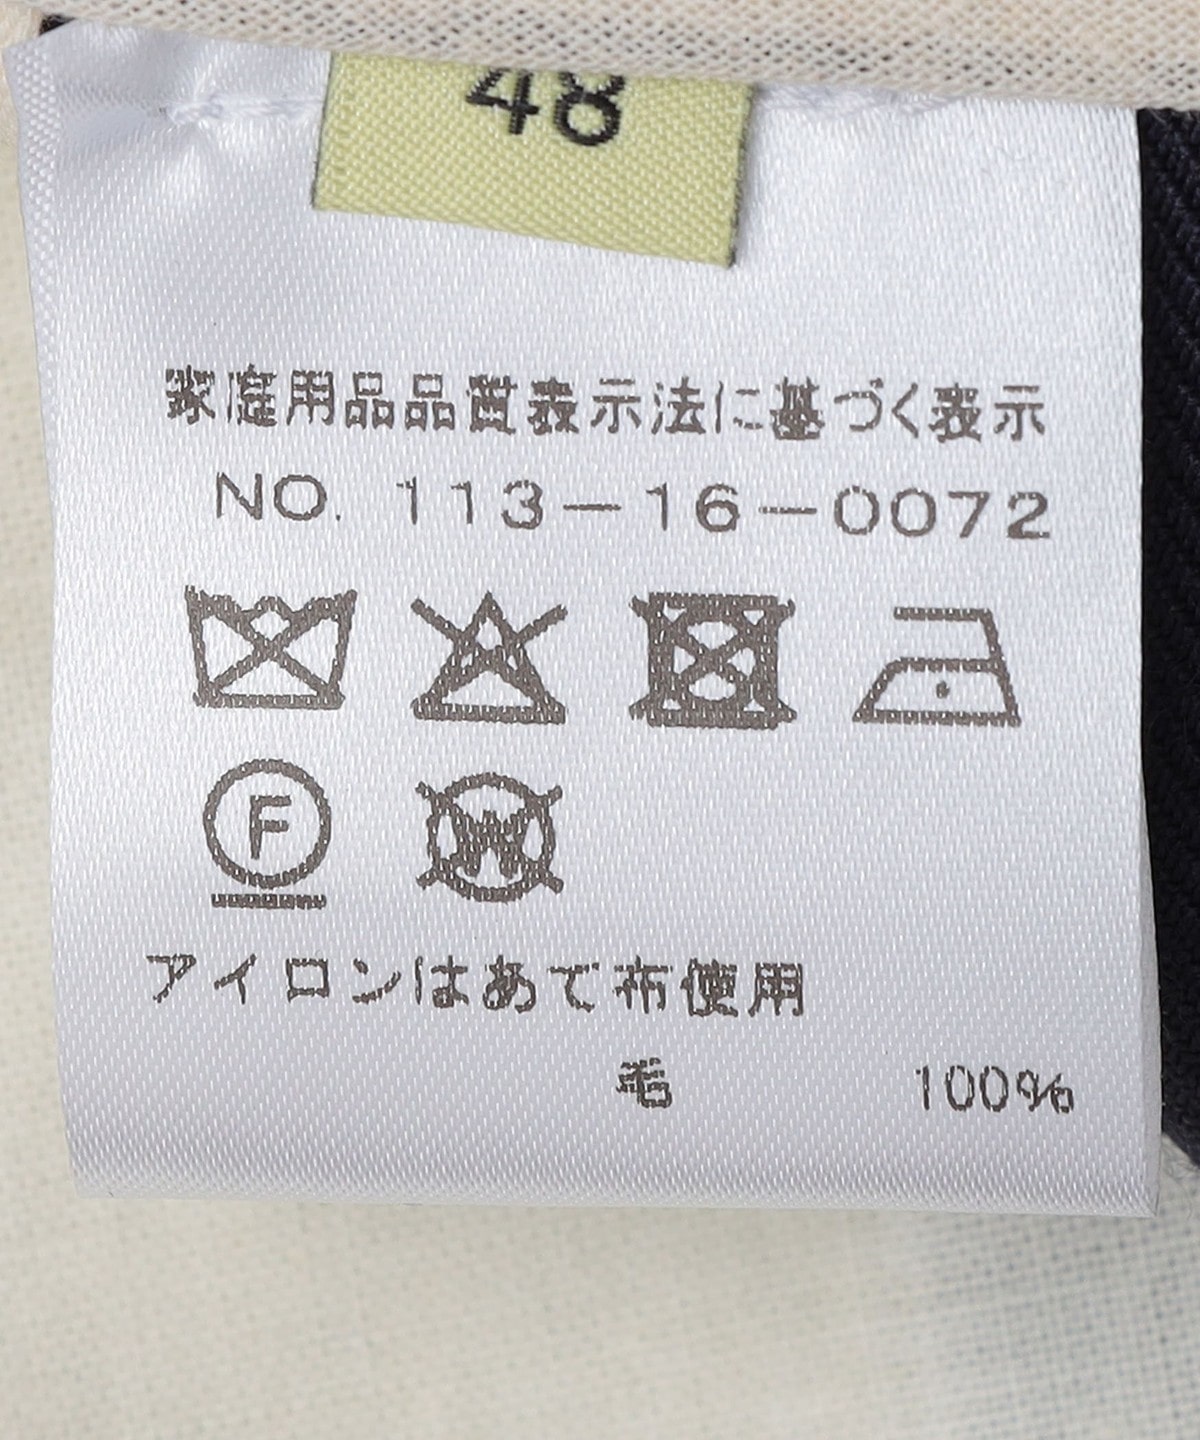 48
家庭用品品質表示法に基づく表示
NO. 113-16-0072
F
W
アイロンはあて布使用
毛 100%